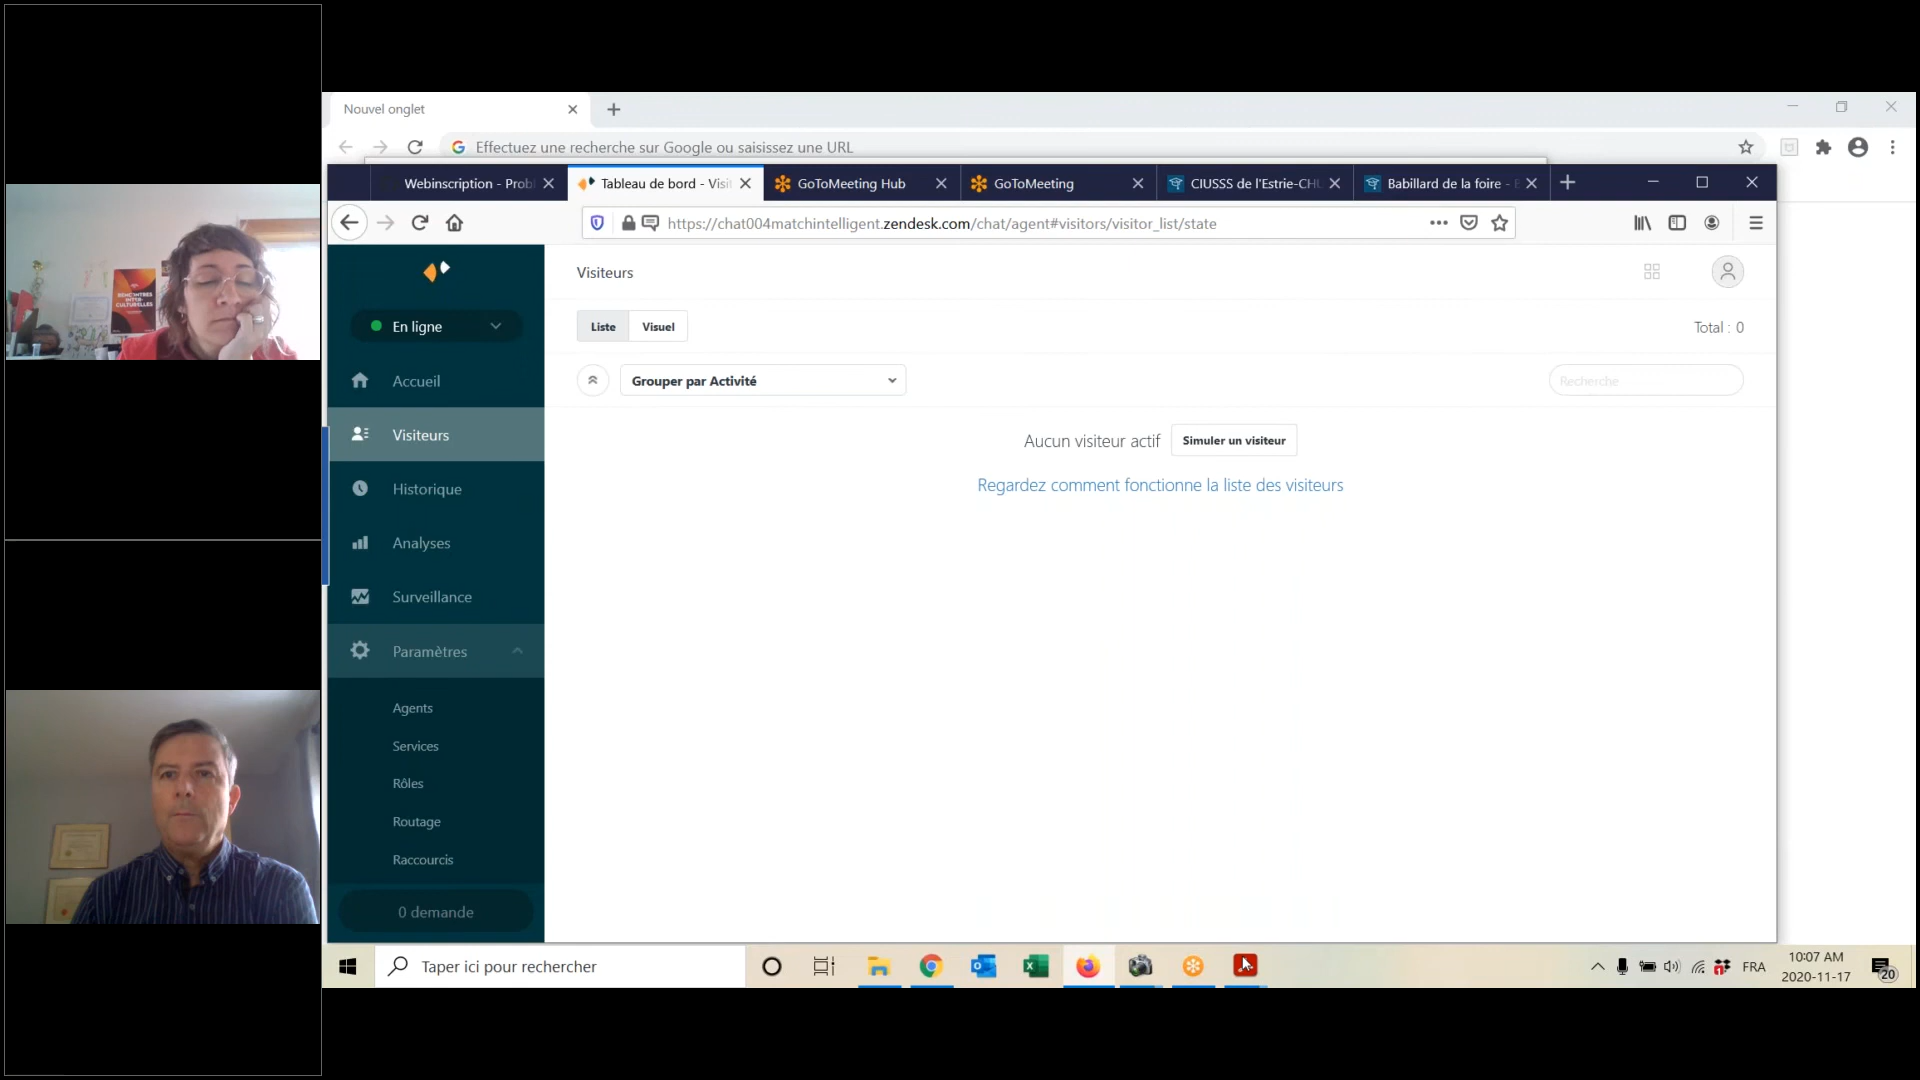 Nouvel onglet
Effectuez une recherche sur Google ou saisissez une URL
Webinscription - Prob
Tableau de bord - Visi
GoToMeeting Hub
GoToMeeting
CIUSSS de l'Estrie-CHU
Babillard de la foire -
https://chat004matchintelligent.zendesk.com/chat/agent#visitors/visitor_list/state
Visiteurs
En ligne
Liste
Visuel
Total : 0
Accueil
Grouper par Activité
Recherche
Visiteurs
Aucun visiteur actif
Simuler un visiteur
Regardez comment fonctionne la liste des visiteurs
Historique
Analyses
Surveillance
Paramètres
Agents
Services
Rôles
Routage
Raccourcis
0 demande
RENCONTRES
INTER-
CULTURELLES
Taper ici pour rechercher
FRA
10:07 AM
2020-11-17
20